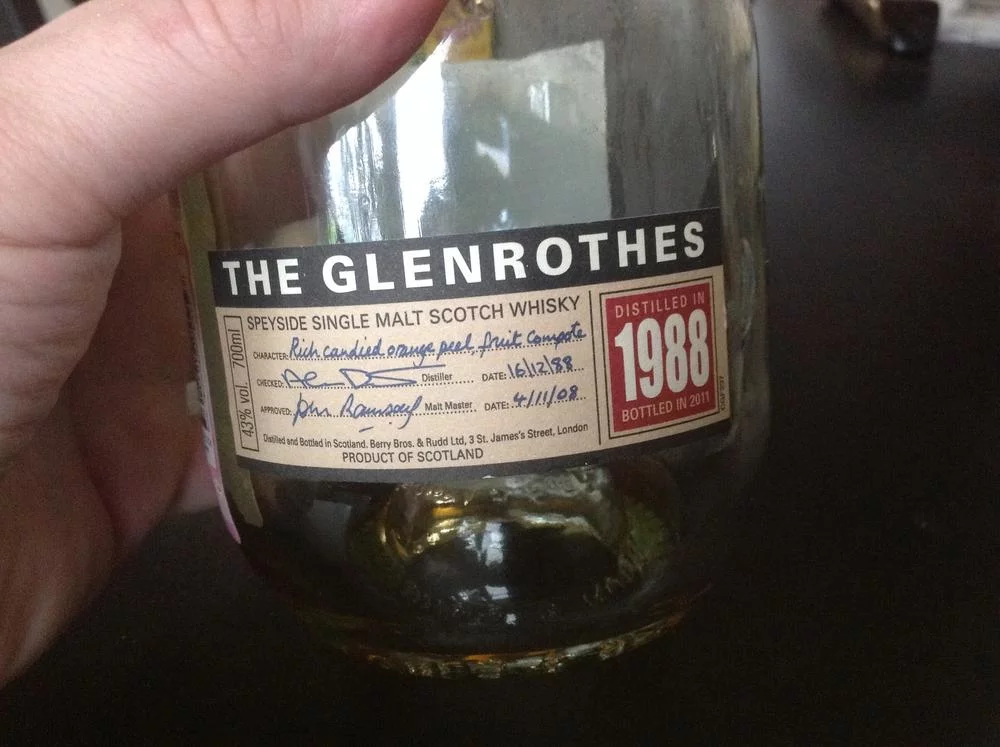 THE GLENROTHES
SPEYSIDE SINGLE MALT SCOTCH WHISKY
CHARACTER: Rich candied orange peel, fruit compote
CHECKED: Distiller DATE: 16/12/88
APPROVED: John Ramsay Malt Master DATE: 4/11/08
Distilled and Bottled in Scotland. Berry Bros. & Rudd Ltd, 3 St. James's Street, London
PRODUCT OF SCOTLAND
43% vol. 700ml
DISTILLED IN
1988
BOTTLED IN 2011